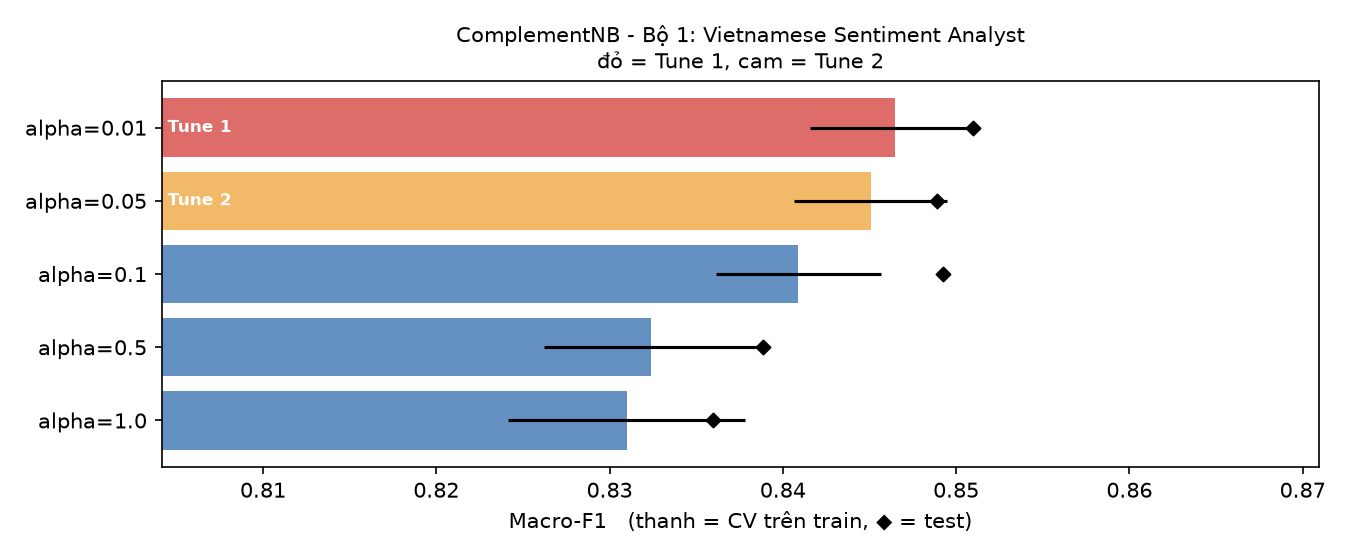 ComplementNB - Bộ 1: Vietnamese Sentiment Analyst
đỏ = Tune 1, cam = Tune 2
alpha=0.01
Tune 1
alpha=0.05
Tune 2
alpha=0.1
alpha=0.5
alpha=1.0
0.81 0.82 0.83 0.84 0.85 0.86 0.87
Macro-F1 (thanh = CV trên train, ◆ = test)